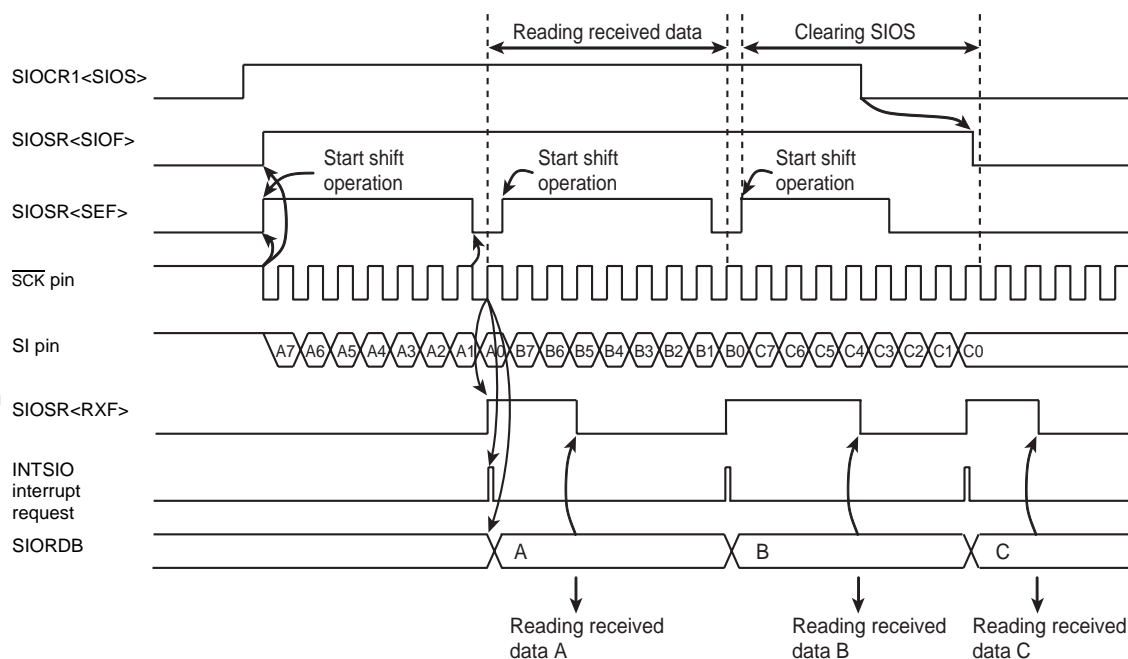 Reading received data
Clearing SIOS
SIOCR1<SIOS>
SIOSR<SIOF>
Start shift
operation
Start shift
operation
Start shift
operation
SIOSR<SEF>
SCK pin
SI pin
A7 A6 A5 A4 A3 A2 A1 A0 B7 B6 B5 B4 B3 B2 B1 B0 C7 C6 C5 C4 C3 C2 C1 C0
SIOSR<RXF>
INTSIO
interrupt
request
SIORDB
A
B
C
Reading received
data A
Reading received
data B
Reading received
data C